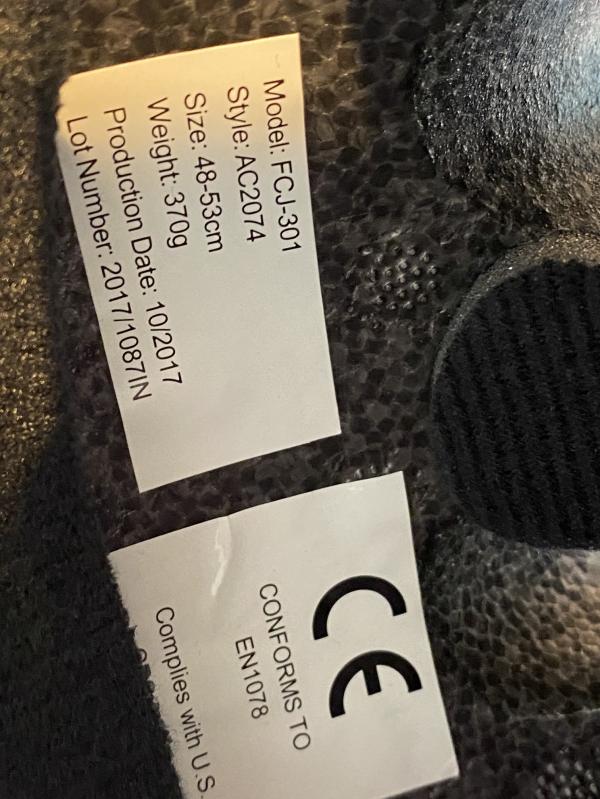 Model: FCJ-301
Style: AC2074
Size: 48-53cm
Weight: 370g
Production Date: 10/2017
Lot Number: 2017/1087IN
CE
CONFORMS TO
EN1078
Complies with U.S.